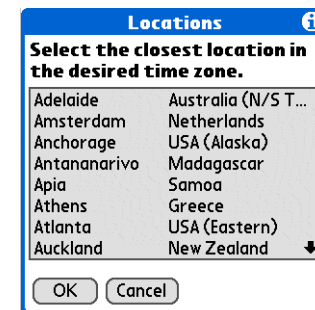 Locations i
Select the closest location in
the desired time zone.
Adelaide Australia (N/S T...
Amsterdam Netherlands
Anchorage USA (Alaska)
Antananarivo Madagascar
Apia Samoa
Athens Greece
Atlanta USA (Eastern)
Auckland New Zealand
OK Cancel